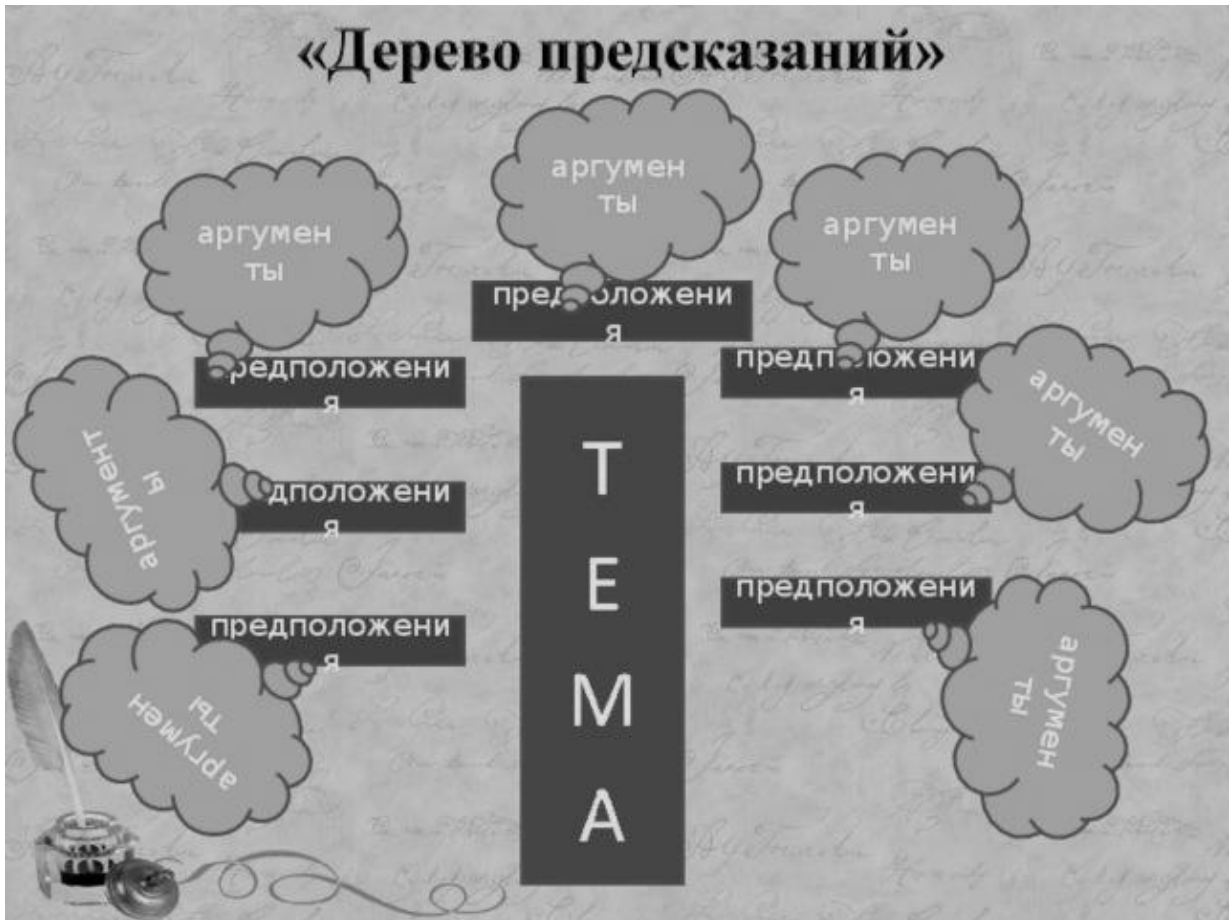 «Дерево предсказаний»
аргумен
ты
предположени
я
аргумен
ты
предположени
я
аргумен
ты
предположени
я
аргумент
ы
дположени
я
аргумен
ты
предположени
я
аргумен
ты
предположени
я
аргумен
ты
предположени
я
Т
Е
М
А